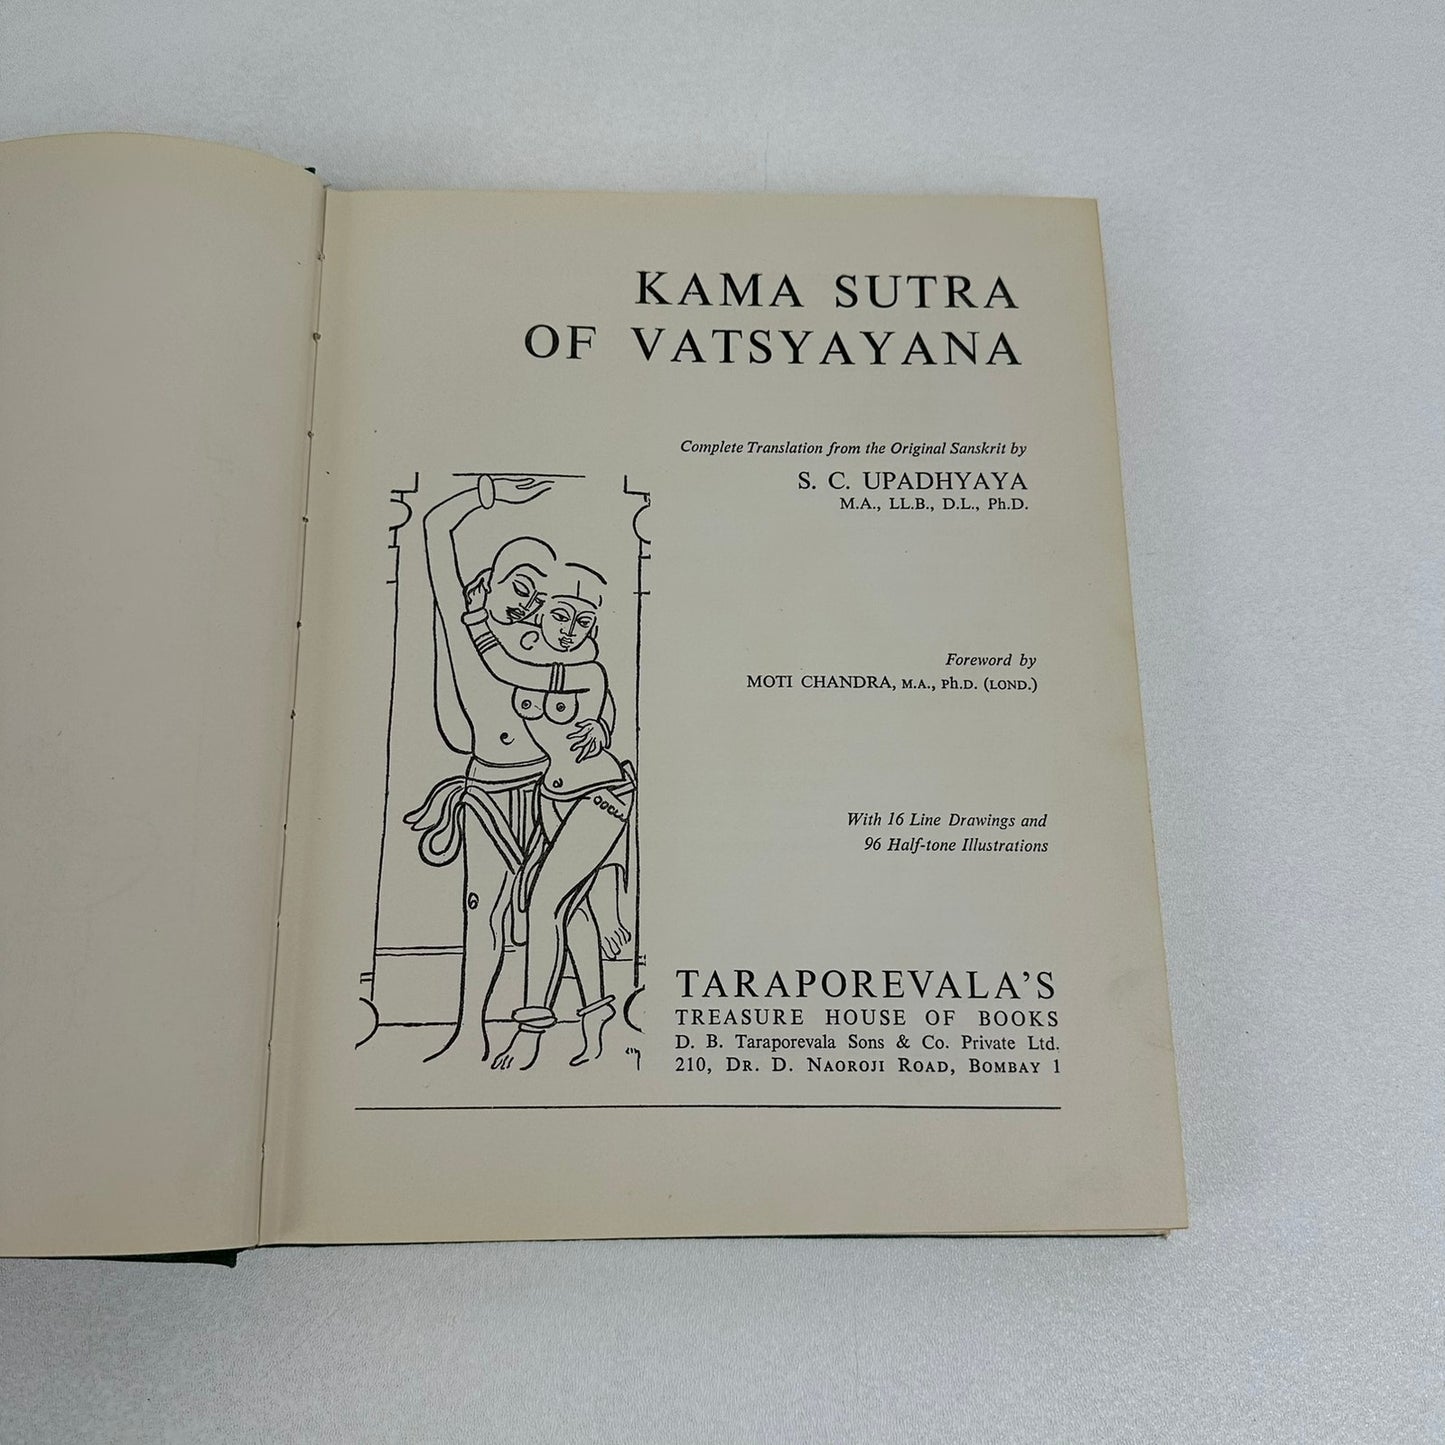 KAMA SUTRA
OF VATSYAYANA
Complete Translation from the Original Sanskrit by
S. C. UPADHYAYA
M.A., LL.B., D.L., Ph.D.
Foreword by
MOTI CHANDRA, M.A., Ph.D. (LOND.)
With 16 Line Drawings and
96 Half-tone Illustrations
TARAPOREVALA'S
TREASURE HOUSE OF BOOKS
D. B. Taraporevala Sons & Co. Private Ltd.
210, DR. D. NAOROJI ROAD, BOMBAY 1